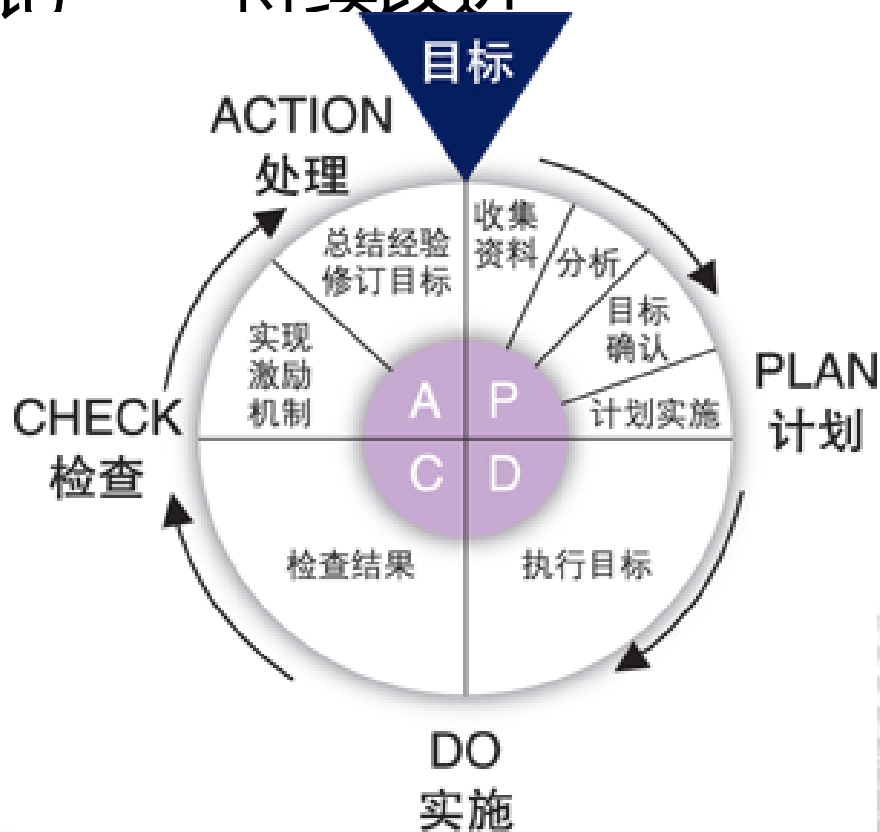 目标
ACTION
处理
收集
资料
分析
目标
确认
计划实施
PLAN
计划
总结经验
修订目标
实现
激励
机制
A
P
C
D
CHECK
检查
检查结果
执行目标
DO
实施